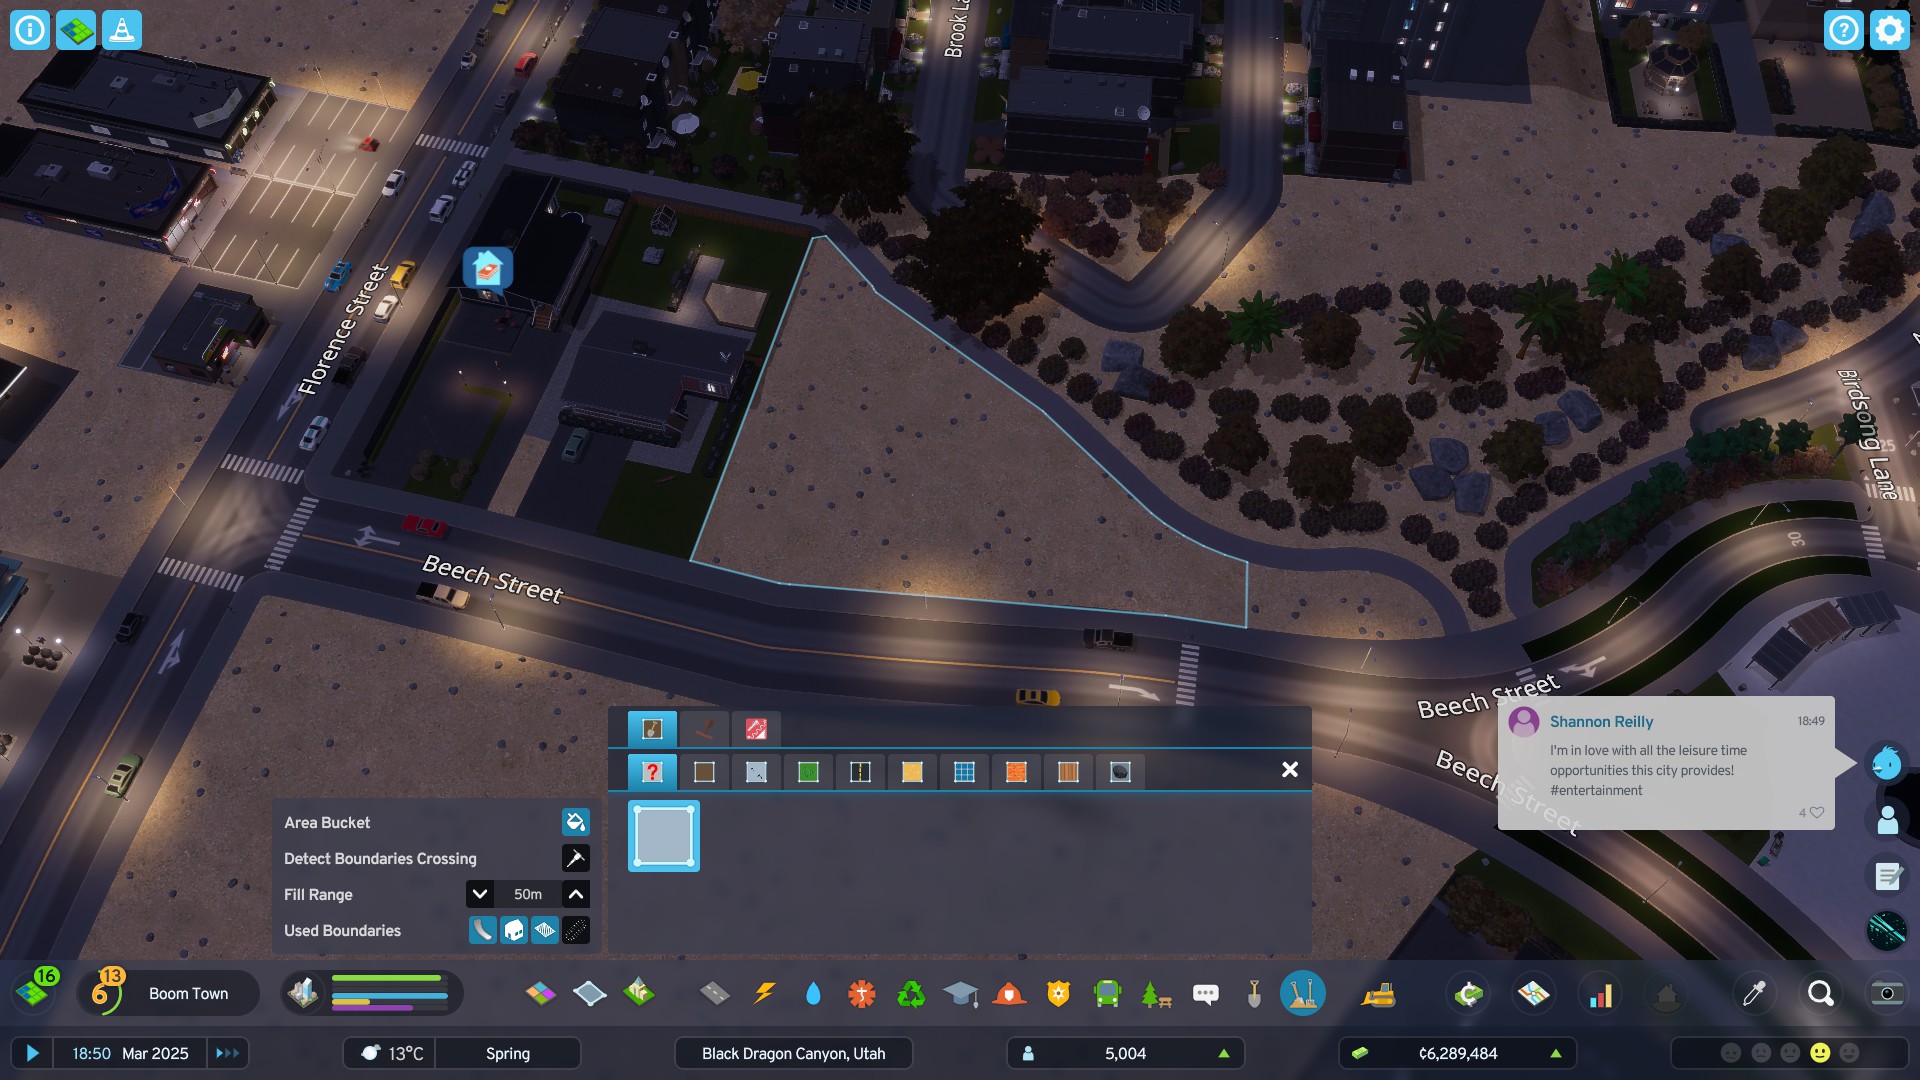 Brook La
Florence Street
Birdsong Lane
25
30
Beech Street
Beech Street
Beech Street
Shannon Reilly
18:49
I'm in love with all the leisure time
opportunities this city provides!
#entertainment
4
?
Area Bucket
Detect Boundaries Crossing
Fill Range
50m
Used Boundaries
16
13
6
Boom Town
18:50 Mar 2025
13°C
Spring
Black Dragon Canyon, Utah
5,004
¢6,289,484